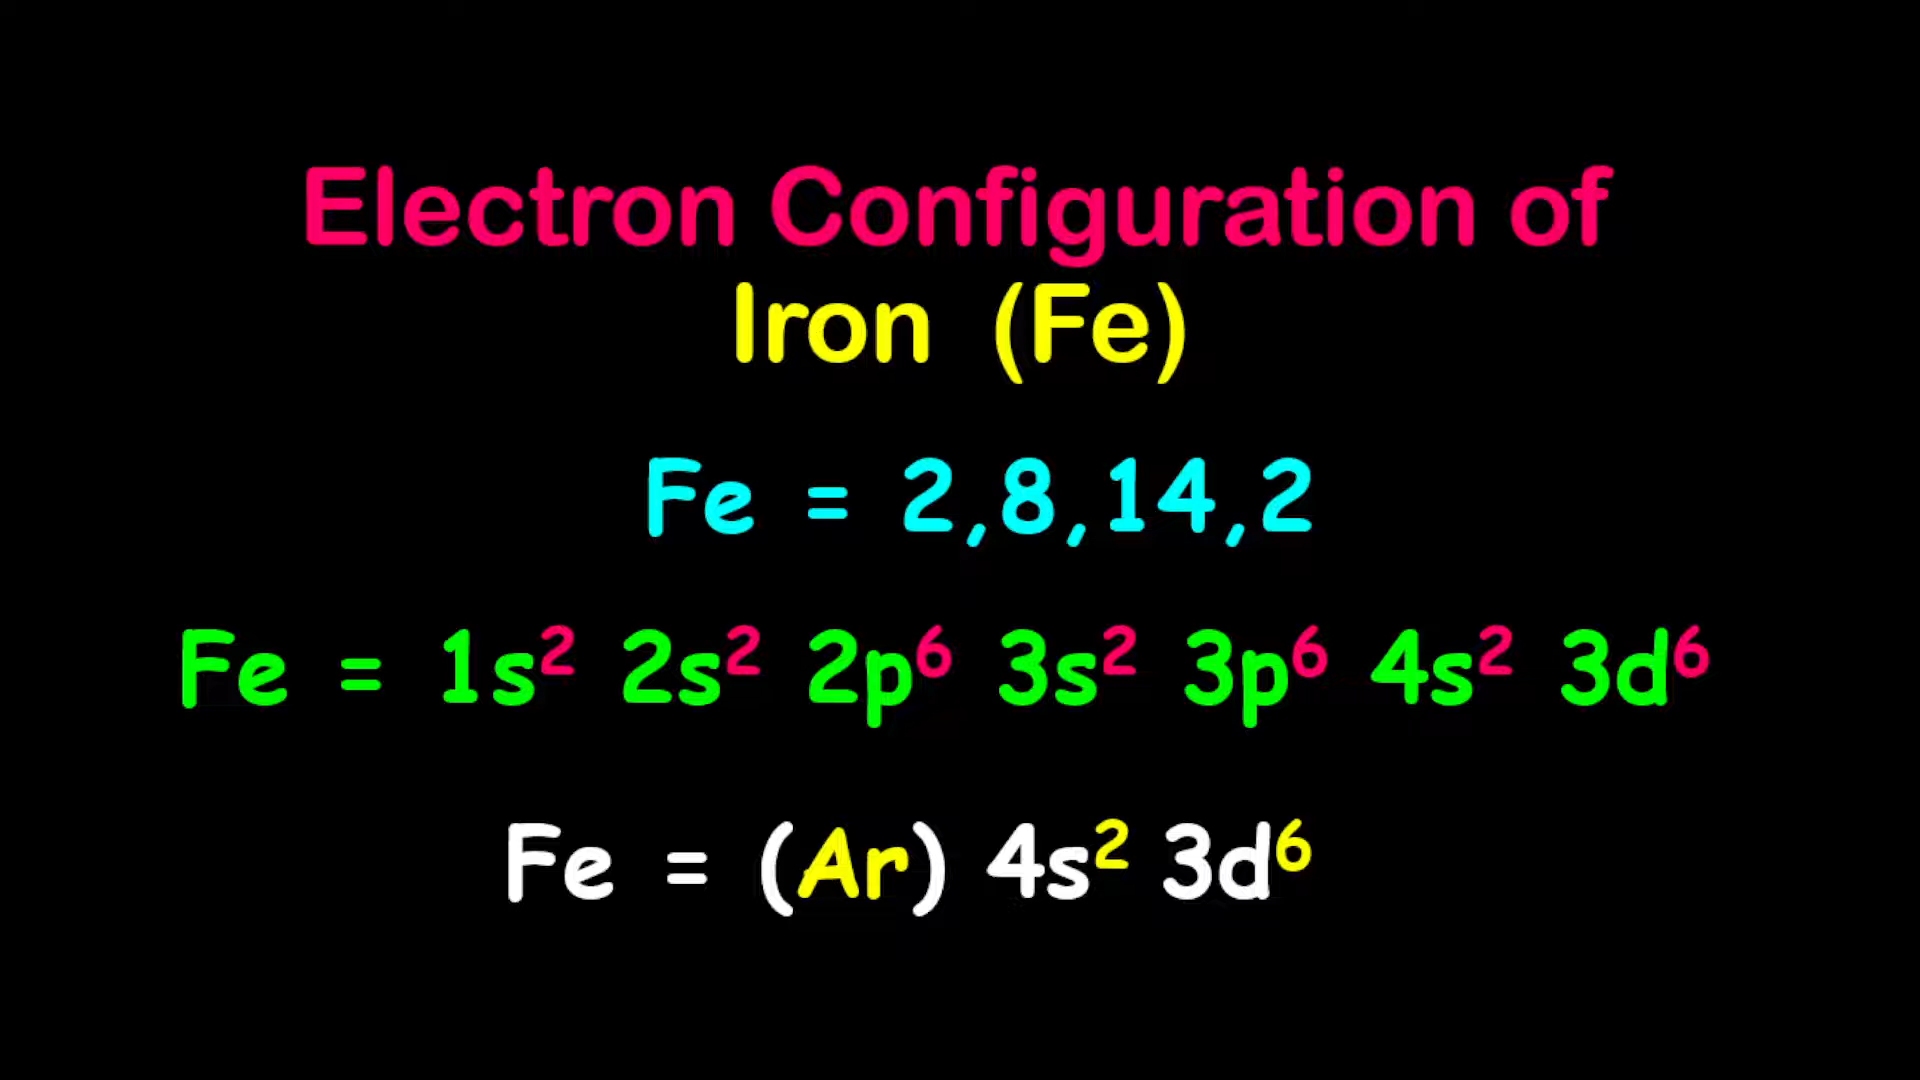 Electron Configuration of
Iron (Fe)
Fe = 2,8,14,2
Fe = 1s² 2s² 2p⁶ 3s² 3p⁶ 4s² 3d⁶
Fe = (Ar) 4s² 3d⁶